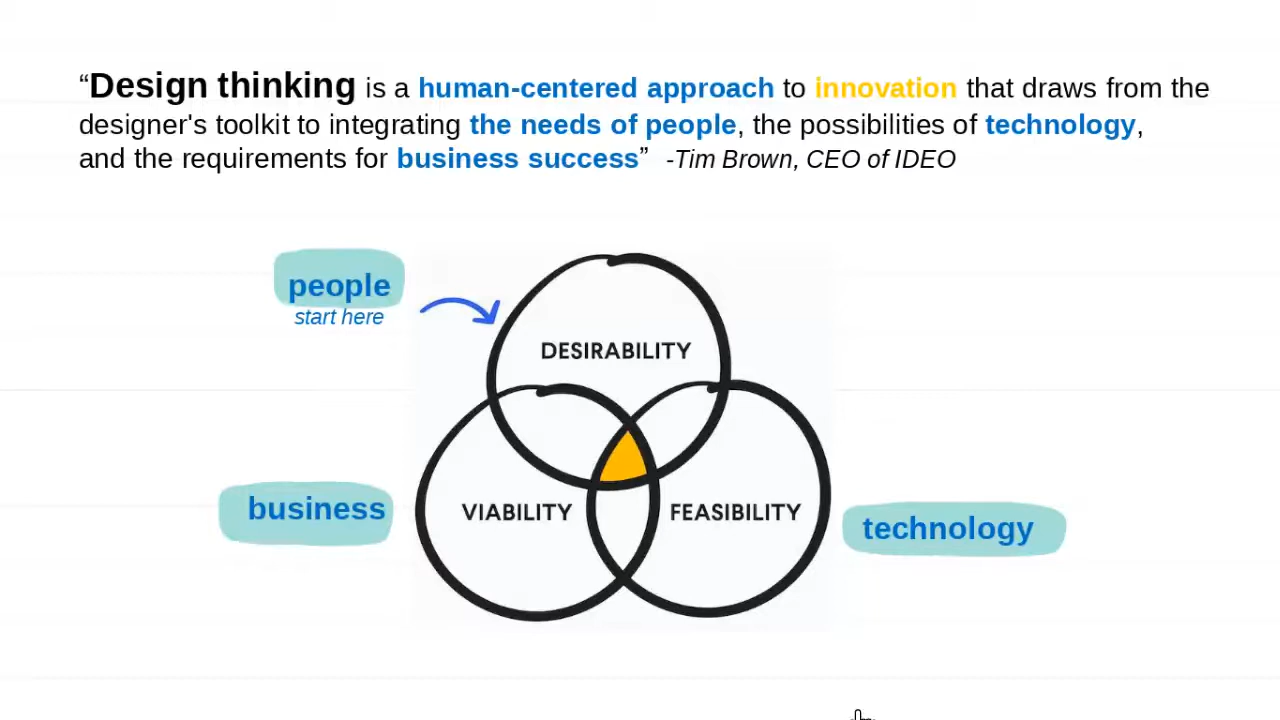 “Design thinking is a human-centered approach to innovation that draws from the
designer's toolkit to integrating the needs of people, the possibilities of technology,
and the requirements for business success” -Tim Brown, CEO of IDEO
people
start here
DESIRABILITY
business
VIABILITY
FEASIBILITY
technology